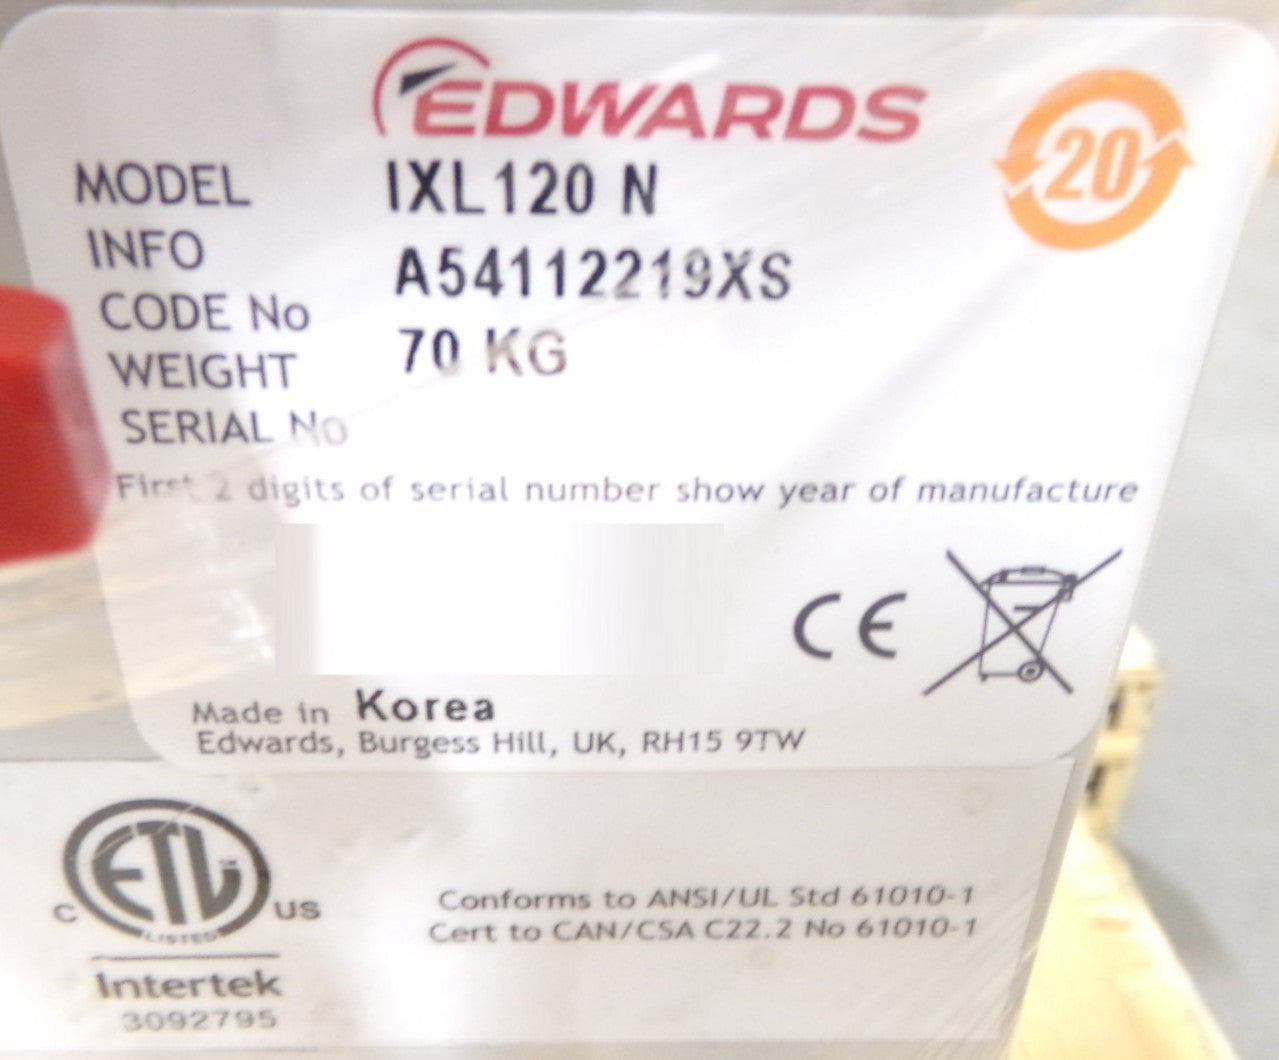 EDWARDS
20
MODEL IXL120 N
INFO
CODE No A54112219XS
WEIGHT 70 KG
SERIAL No
First 2 digits of serial number show year of manufacture
CE
Made in Korea
Edwards, Burgess Hill, UK, RH15 9TW
ETL
C US
LISTED
Intertek
3092795
Conforms to ANSI/UL Std 61010-1
Cert to CAN/CSA C22.2 No 61010-1